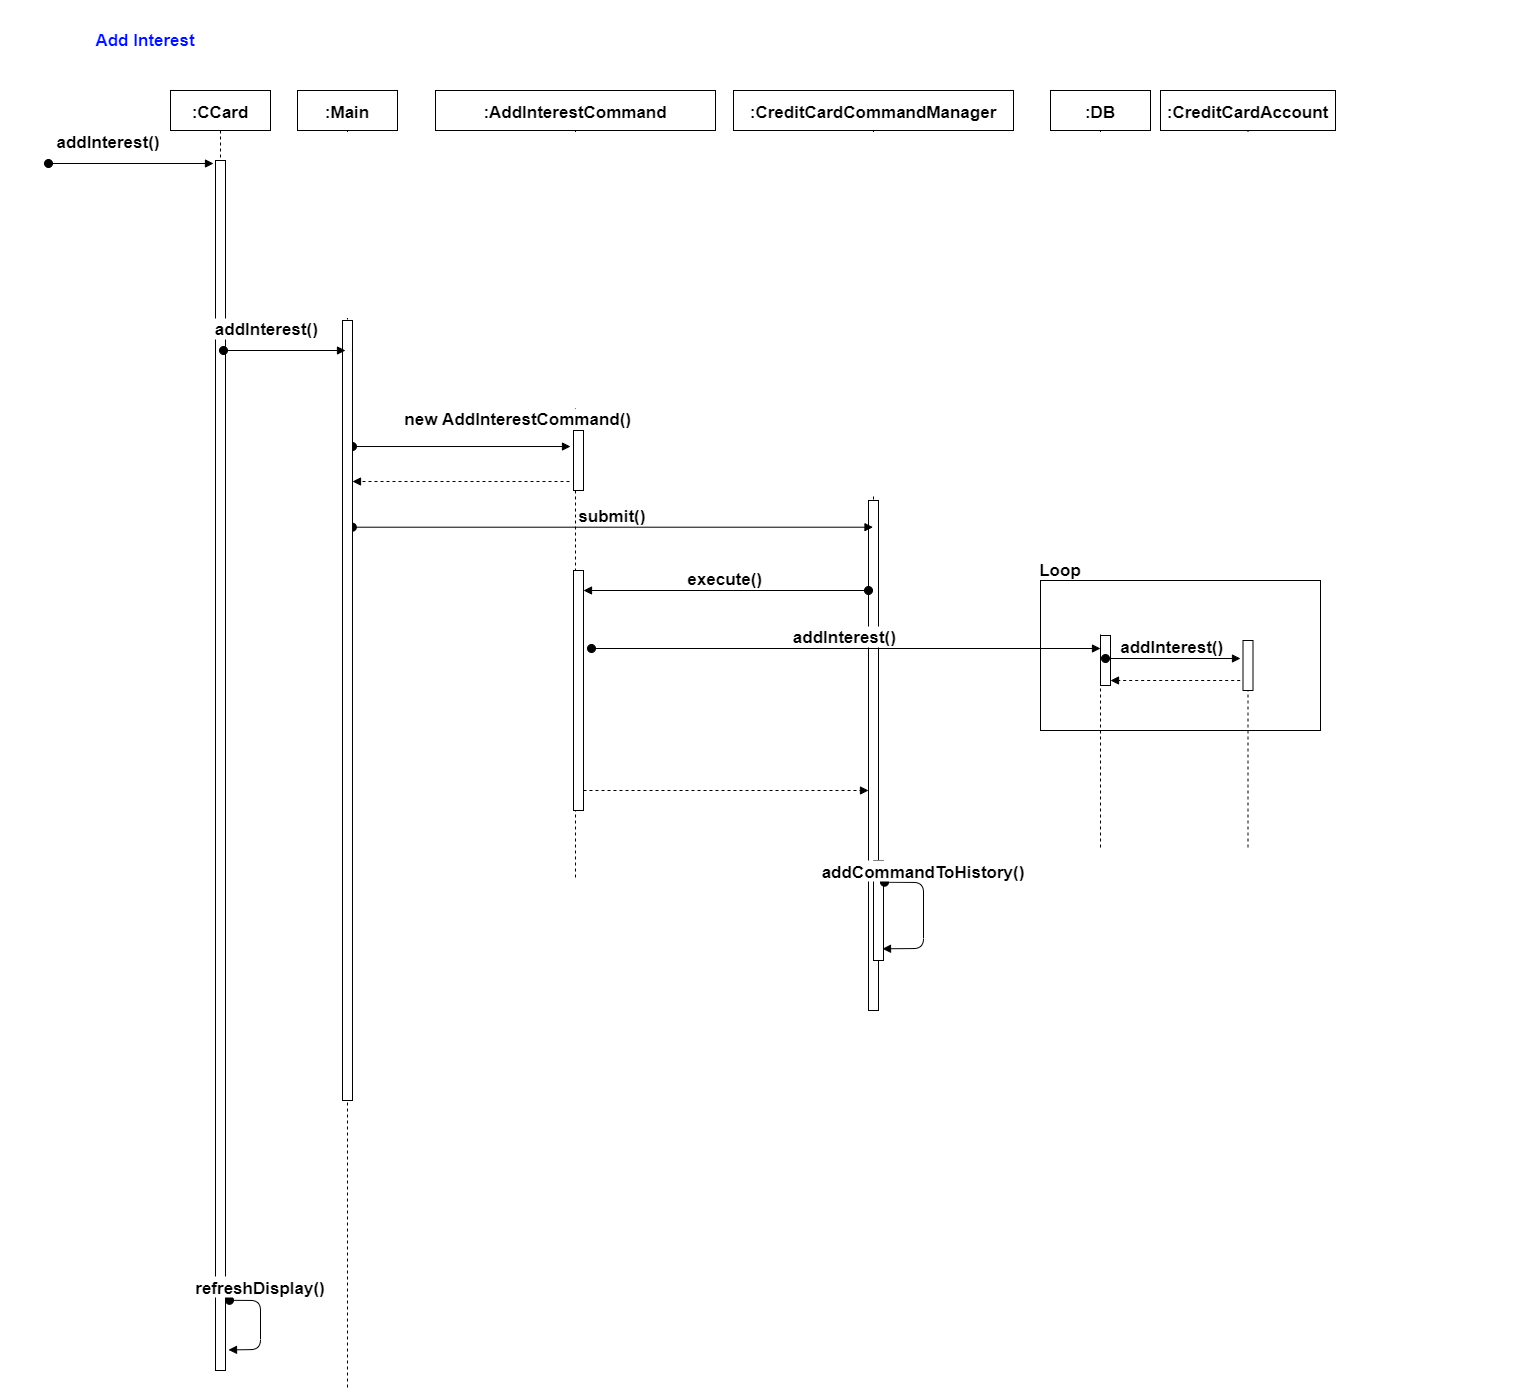 Add Interest
:CCard
:Main
:AddInterestCommand
:CreditCardCommandManager
:DB
:CreditCardAccount
addInterest()
addInterest()
new AddInterestCommand()
submit()
Loop
execute()
addInterest()
addInterest()
addCommandToHistory()
refreshDisplay()